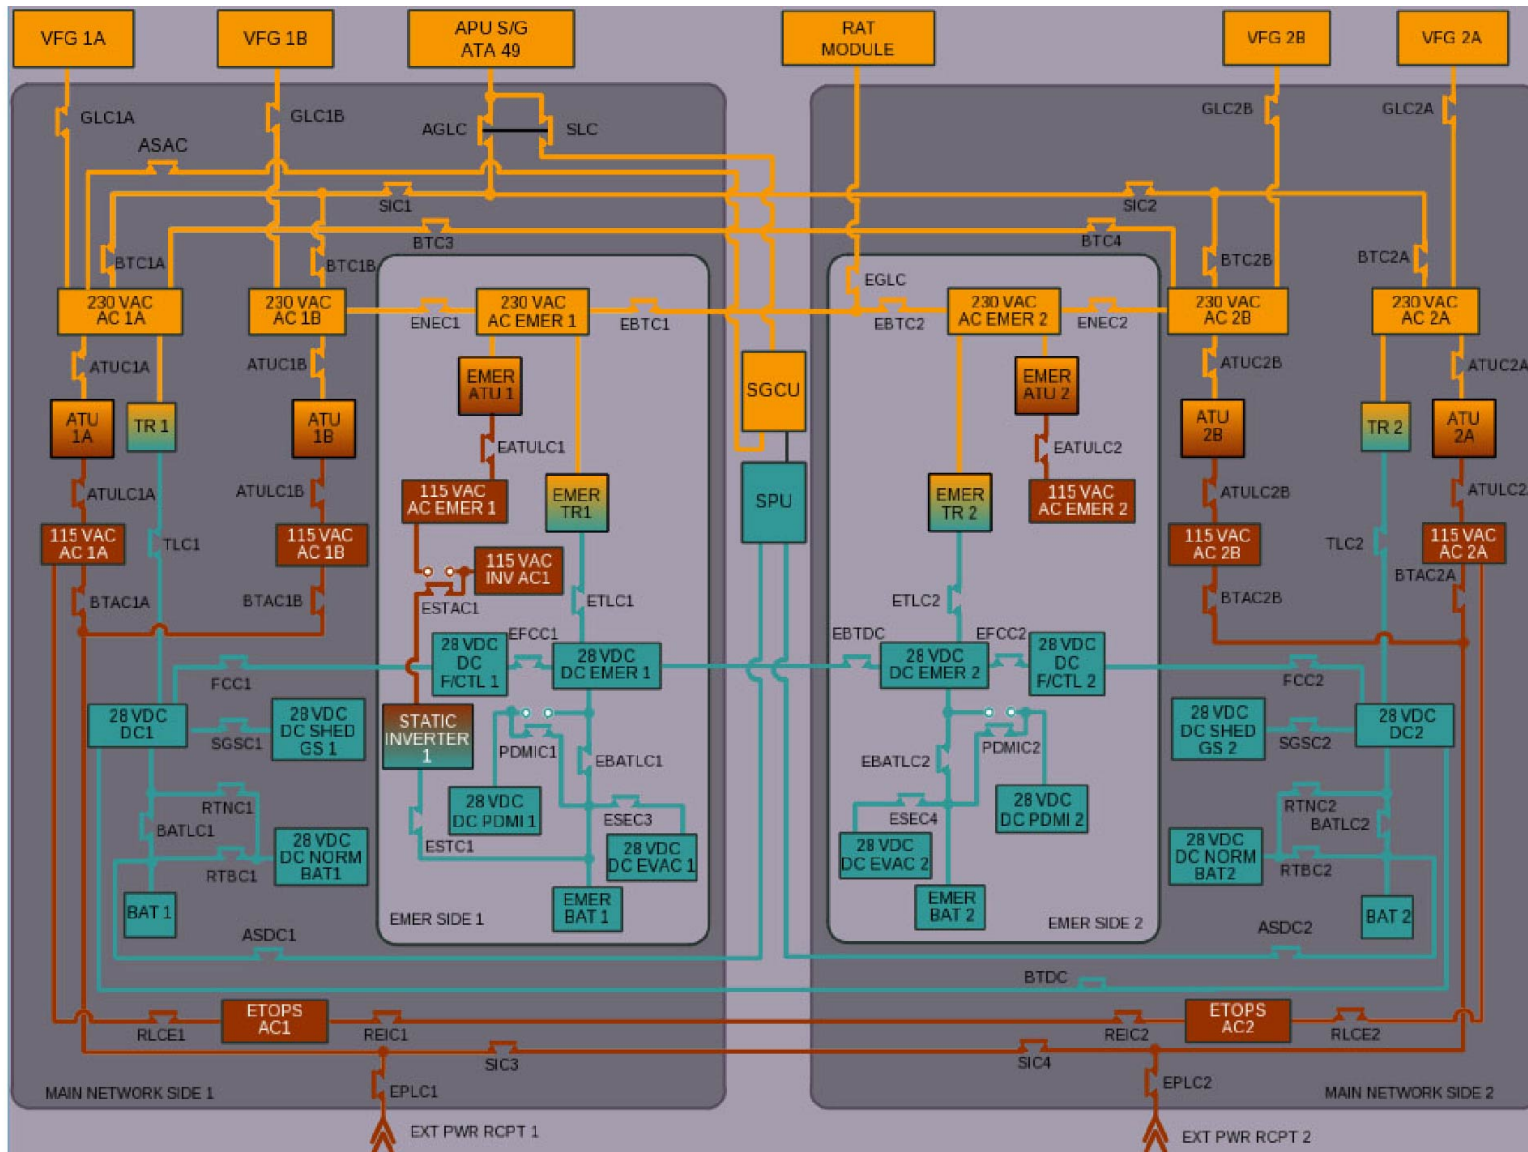 VFG 1A
VFG 1B
APU S/G
ATA 49
RAT
MODULE
VFG 2B
VFG 2A
GLC1A
GLC1B
AGLC
SLC
GLC2B
GLC2A
ASAC
SIC1
SIC2
BTC3
BTC4
BTC1A
BTC1B
BTC2B
BTC2A
EGLC
230 VAC
AC 1A
230 VAC
AC 1B
ENEC1
230 VAC
AC EMER 1
EBTC1
EBTC2
230 VAC
AC EMER 2
ENEC2
230 VAC
AC 2B
230 VAC
AC 2A
ATUC1A
ATUC1B
EMER
ATU 1
SGCU
EMER
ATU 2
ATUC2B
ATUC2A
ATU
1A
TR 1
ATU
1B
ATU
2B
TR 2
ATU
2A
EATULC1
EATULC2
ATULC1A
ATULC1B
115 VAC
AC EMER 1
EMER
TR1
SPU
EMER
TR 2
115 VAC
AC EMER 2
ATULC2B
ATULC2A
115 VAC
AC 1A
TLC1
115 VAC
AC 1B
115 VAC
INV AC1
115 VAC
AC 2B
TLC2
115 VAC
AC 2A
BTAC1A
BTAC1B
ESTAC1
ETLC1
ETLC2
BTAC2B
BTAC2A
FCC1
28 VDC
DC
F/CTL 1
EFCC1
28 VDC
DC EMER 1
EBTDC
28 VDC
DC EMER 2
EFCC2
28 VDC
DC
F/CTL 2
FCC2
28 VDC
DC1
SGSC1
28 VDC
DC SHED
GS 1
STATIC
INVERTER
1
PDMIC1
EBATLC1
EBATLC2
PDMIC2
28 VDC
DC SHED
GS 2
SGSC2
28 VDC
DC2
RTNC1
BATLC1
RTBC1
28 VDC
DC NORM
BAT1
28 VDC
DC PDMI 1
ESEC3
ESTC1
28 VDC
DC EVAC 1
ESEC4
28 VDC
DC EVAC 2
28 VDC
DC PDMI 2
28 VDC
DC NORM
BAT2
RTNC2
BATLC2
RTBC2
BAT 1
EMER
BAT 1
EMER
BAT 2
BAT 2
EMER SIDE 1
EMER SIDE 2
ASDC1
ASDC2
BTDC
RLCE1
ETOPS
AC1
REIC1
REIC2
ETOPS
AC2
RLCE2
SIC3
SIC4
MAIN NETWORK SIDE 1
EPLC1
EPLC2
MAIN NETWORK SIDE 2
EXT PWR RCPT 1
EXT PWR RCPT 2